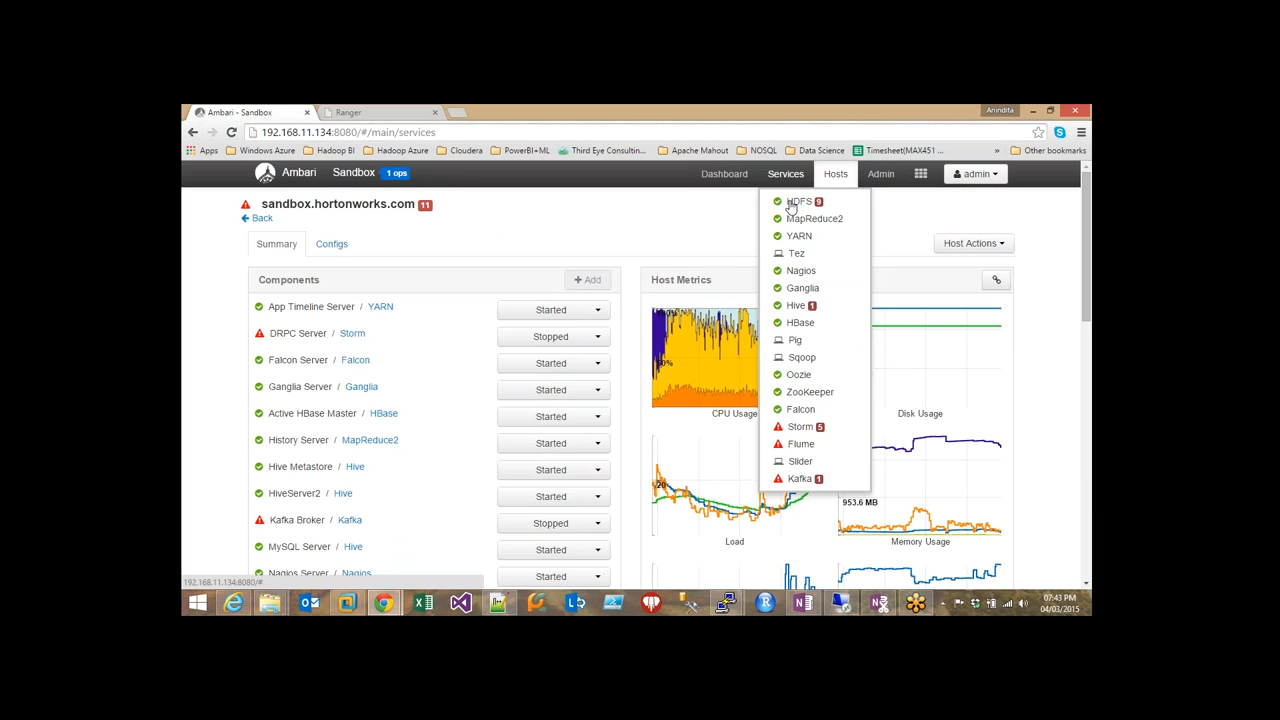 Ambari - Sandbox
Ranger
Anindita
192.168.11.134:8080/#/main/services
Apps
Windows Azure
Hadoop BI
Hadoop Azure
Cloudera
PowerBI+ML
Third Eye Consultin...
Apache Mahout
NOSQL
Data Science
Timesheet(MAX451 ...
»
Other bookmarks
Ambari
Sandbox
1 ops
Dashboard
Services
Hosts
Admin
admin
sandbox.hortonworks.com 11
Back
HDFS 9
MapReduce2
YARN
Tez
Nagios
Ganglia
Hive 1
HBase
Pig
Sqoop
Oozie
ZooKeeper
Falcon
Storm 5
Flume
Slider
Kafka 1
Summary
Configs
Host Actions
Components
+ Add
App Timeline Server / YARN
Started
DRPC Server / Storm
Stopped
Falcon Server / Falcon
Started
Ganglia Server / Ganglia
Started
Active HBase Master / HBase
Started
History Server / MapReduce2
Started
Hive Metastore / Hive
Started
HiveServer2 / Hive
Started
Kafka Broker / Kafka
Stopped
MySQL Server / Hive
Started
Nagios Server / Nagios
Started
Host Metrics
CPU Usage
Disk Usage
20
Load
953.6 MB
Memory Usage
192.168.11.134:8080/#
07:43 PM
04/03/2015